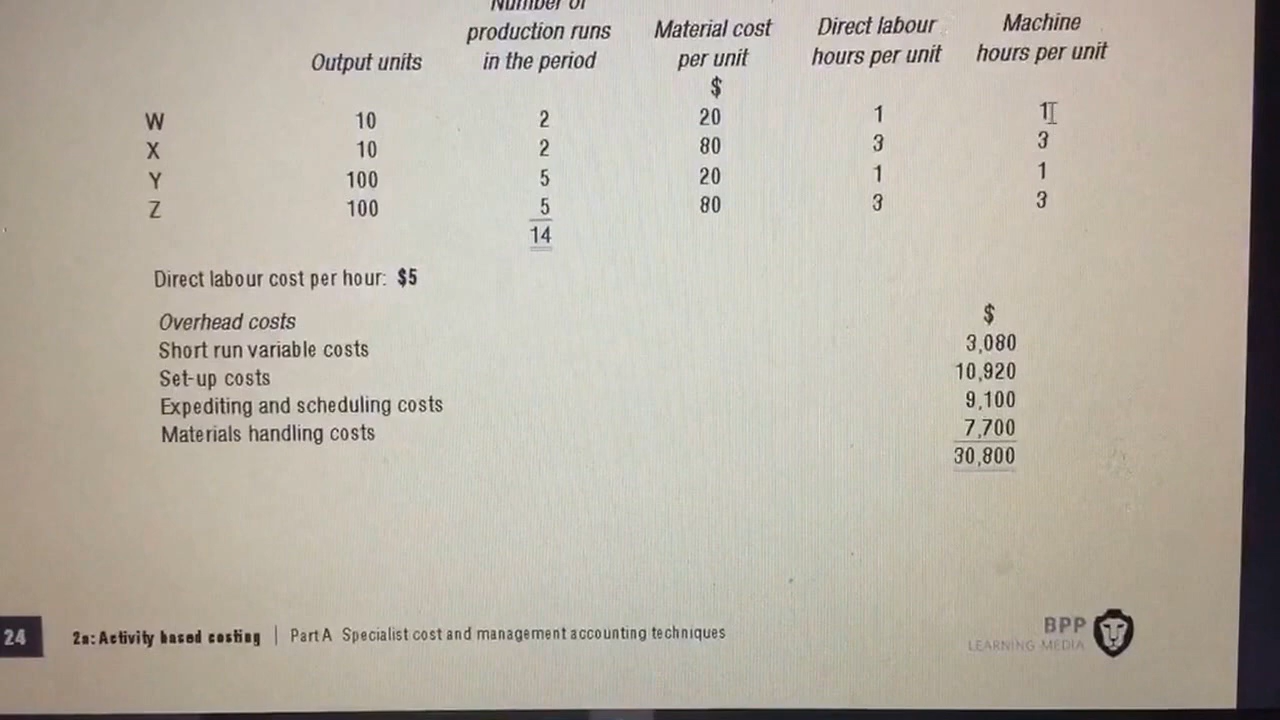 Number of
production runs Material cost Direct labour Machine
Output units in the period per unit hours per unit hours per unit
$
W 10 2 20 1 1
X 10 2 80 3 3
Y 100 5 20 1 1
Z 100 5 80 3 3
14
Direct labour cost per hour: $5
Overhead costs $
Short run variable costs 3,080
Set-up costs 10,920
Expediting and scheduling costs 9,100
Materials handling costs 7,700
30,800
24 2a: Activity based costing | Part A Specialist cost and management accounting techniques
BPP
LEARNING MEDIA